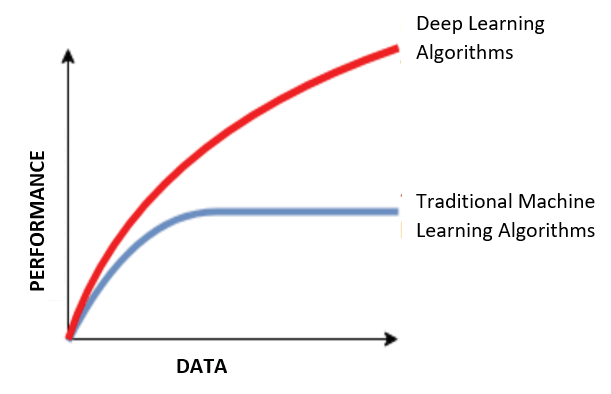 Deep Learning
Algorithms
PERFORMANCE
Traditional Machine
Learning Algorithms
DATA